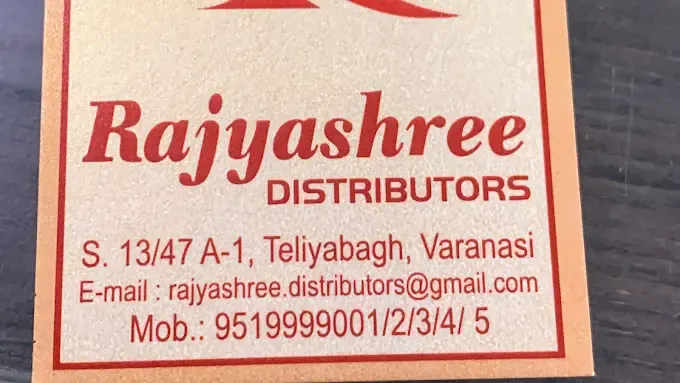 Rajyashree
DISTRIBUTORS
S. 13/47 A-1, Teliyabagh, Varanasi
E-mail : rajyashree.distributors@gmail.com
Mob.: 9519999001/2/3/4/ 5